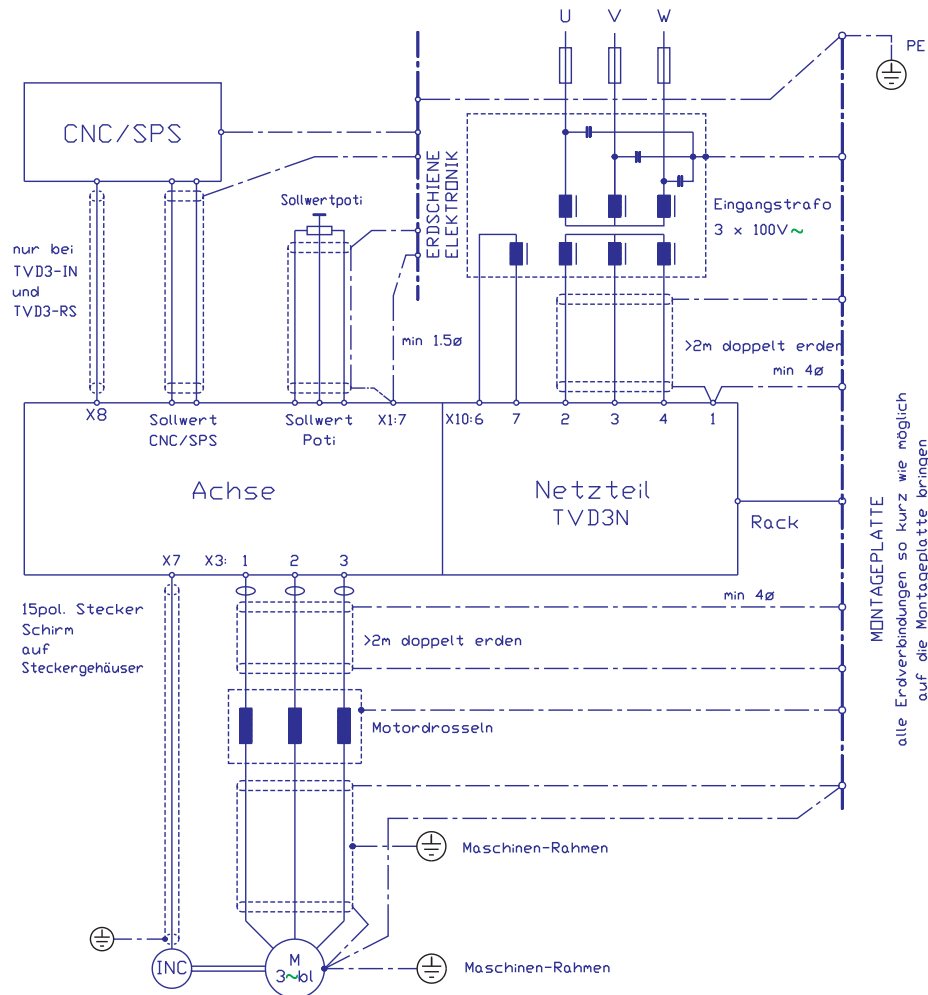 U V W
PE
CNC/SPS
ERDSCHIENE
ELEKTRONIK
Sollwertpoti
Eingangstrafo
3 x 100V~
nur bei
TVD3-IN
und
TVD3-RS
min 1.5ø
>2m doppelt erden
min 4ø
X8
Sollwert
CNC/SPS
Sollwert
Poti
X1:7
X10:6 7 2 3 4 1
Achse
Netzteil
TVD3N
Rack
MONTAGEPLATTE
alle Erdverbindungen so kurz wie möglich
auf die Montageplatte bringen
X7 X3: 1 2 3
min 4ø
15pol. Stecker
Schirm
auf
Steckergehäuser
>2m doppelt erden
Motordrosseln
Maschinen-Rahmen
INC
M
3~bl
Maschinen-Rahmen